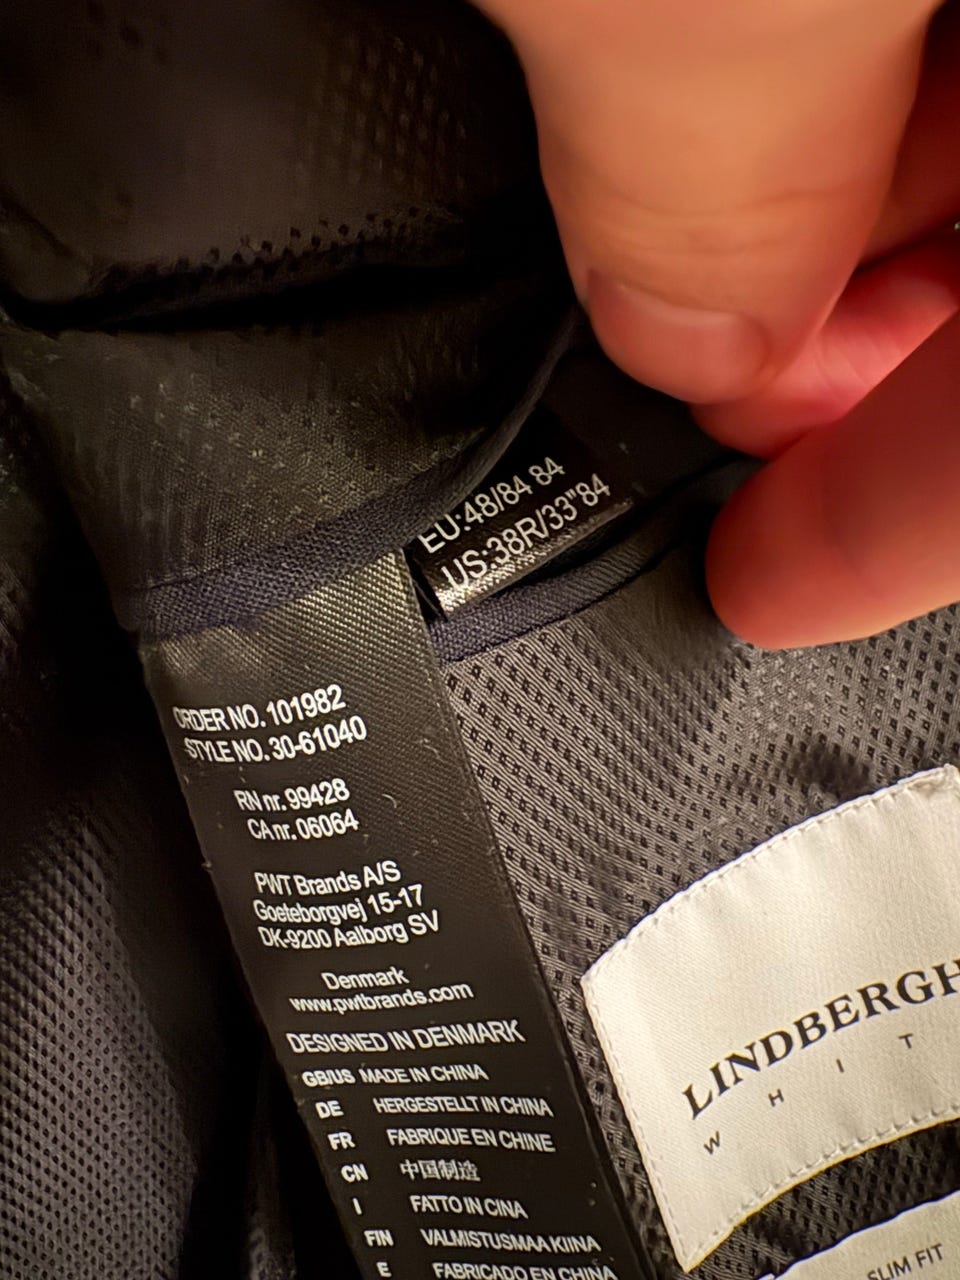 EU:48/84 84
US:38R/33"84
ORDER NO. 101982
STYLE NO. 30-61040
RN nr. 99428
CA nr. 06064
PWT Brands A/S
Goeteborgvej 15-17
DK-9200 Aalborg SV
Denmark
www.pwtbrands.com
DESIGNED IN DENMARK
GB/US MADE IN CHINA
DE HERGESTELLT IN CHINA
FR FABRIQUE EN CHINE
CN 中国制造
I FATTO IN CINA
FIN VALMISTUSMAA KIINA
E FABRICADO EN CHINA
LINDBERGH
W H I T
SLIM FIT